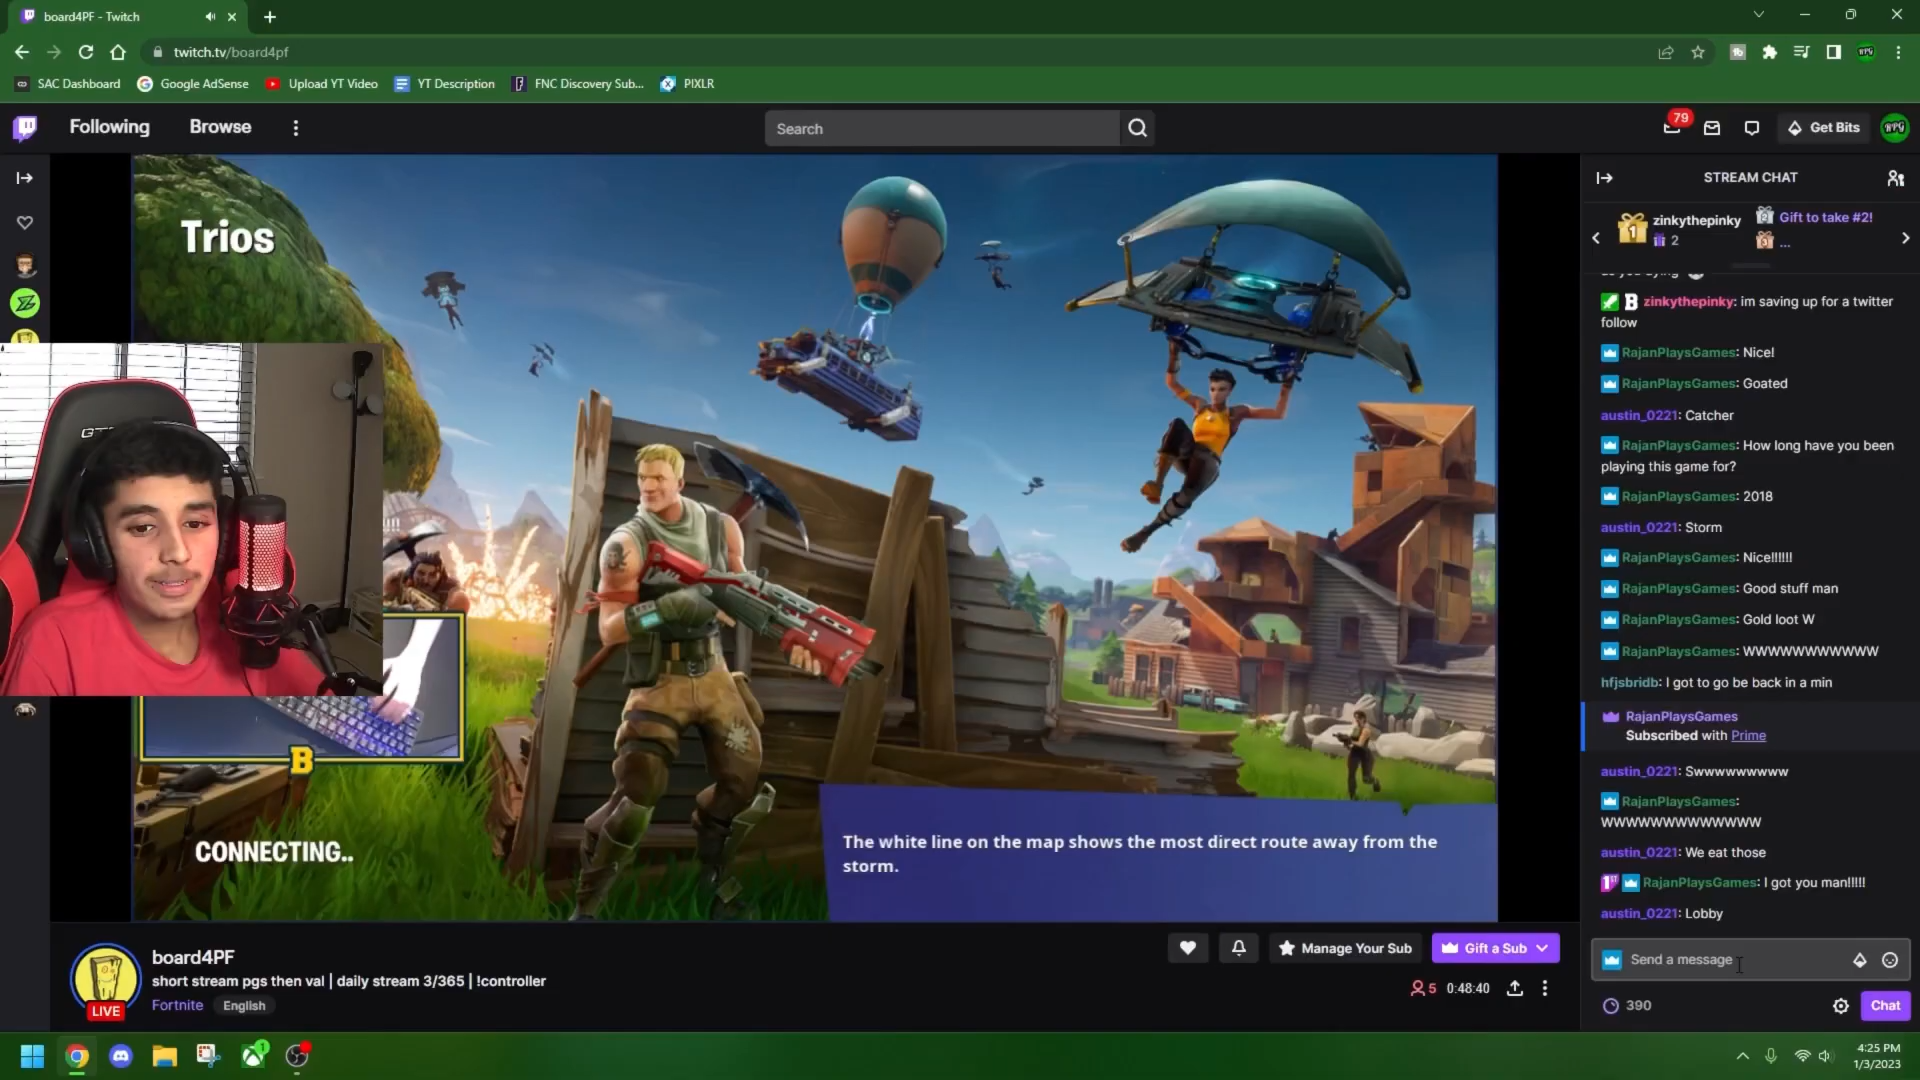 board4PF - Twitch
twitch.tv/board4pf
SAC Dashboard
Google AdSense
Upload YT Video
YT Description
FNC Discovery Sub...
PIXLR
Following
Browse
Search
79
Get Bits
RPG
Trios
STREAM CHAT
1
zinkythepinky
2
Gift to take #2!
...
B zinkythepinky: im saving up for a twitter
follow
RajanPlaysGames: Nice!
RajanPlaysGames: Goated
austin_0221: Catcher
RajanPlaysGames: How long have you been
playing this game for?
RajanPlaysGames: 2018
austin_0221: Storm
RajanPlaysGames: Nice!!!!!!
RajanPlaysGames: Good stuff man
RajanPlaysGames: Gold loot W
RajanPlaysGames: WWWWWWWWWWW
hfjsbridb: I got to go be back in a min
RajanPlaysGames
Subscribed with Prime
austin_0221: Swwwwwwwww
RajanPlaysGames:
WWWWWWWWWWWWW
austin_0221: We eat those
1ST RajanPlaysGames: I got you man!!!!!
austin_0221: Lobby
Send a message
390
Chat
B
CONNECTING..
The white line on the map shows the most direct route away from the
storm.
LIVE
board4PF
short stream pgs then val | daily stream 3/365 | !controller
Fortnite
English
Manage Your Sub
Gift a Sub
5
0:48:40
1
4:25 PM
1/3/2023